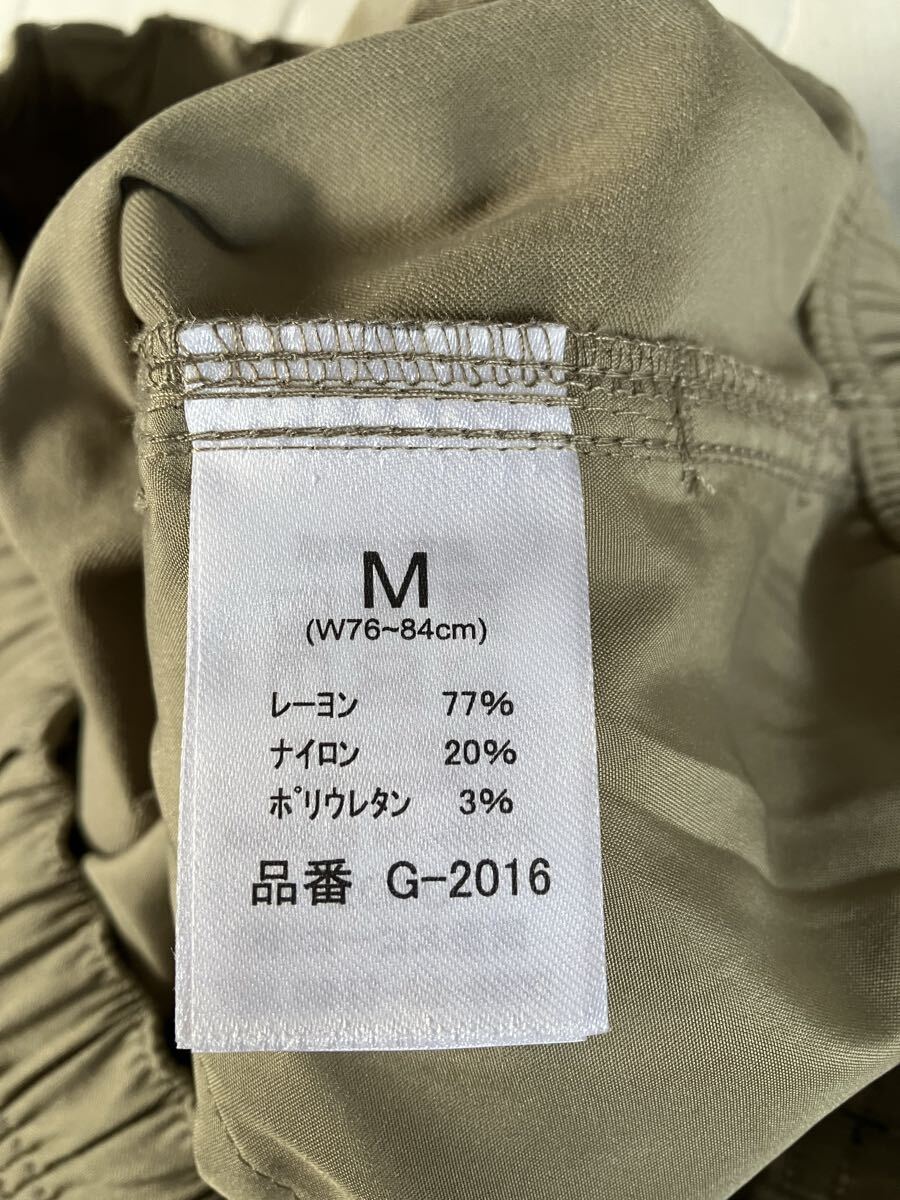 M
(W76~84cm)
レーヨン 77%
ナイロン 20%
ポリウレタン 3%
品番 G-2016